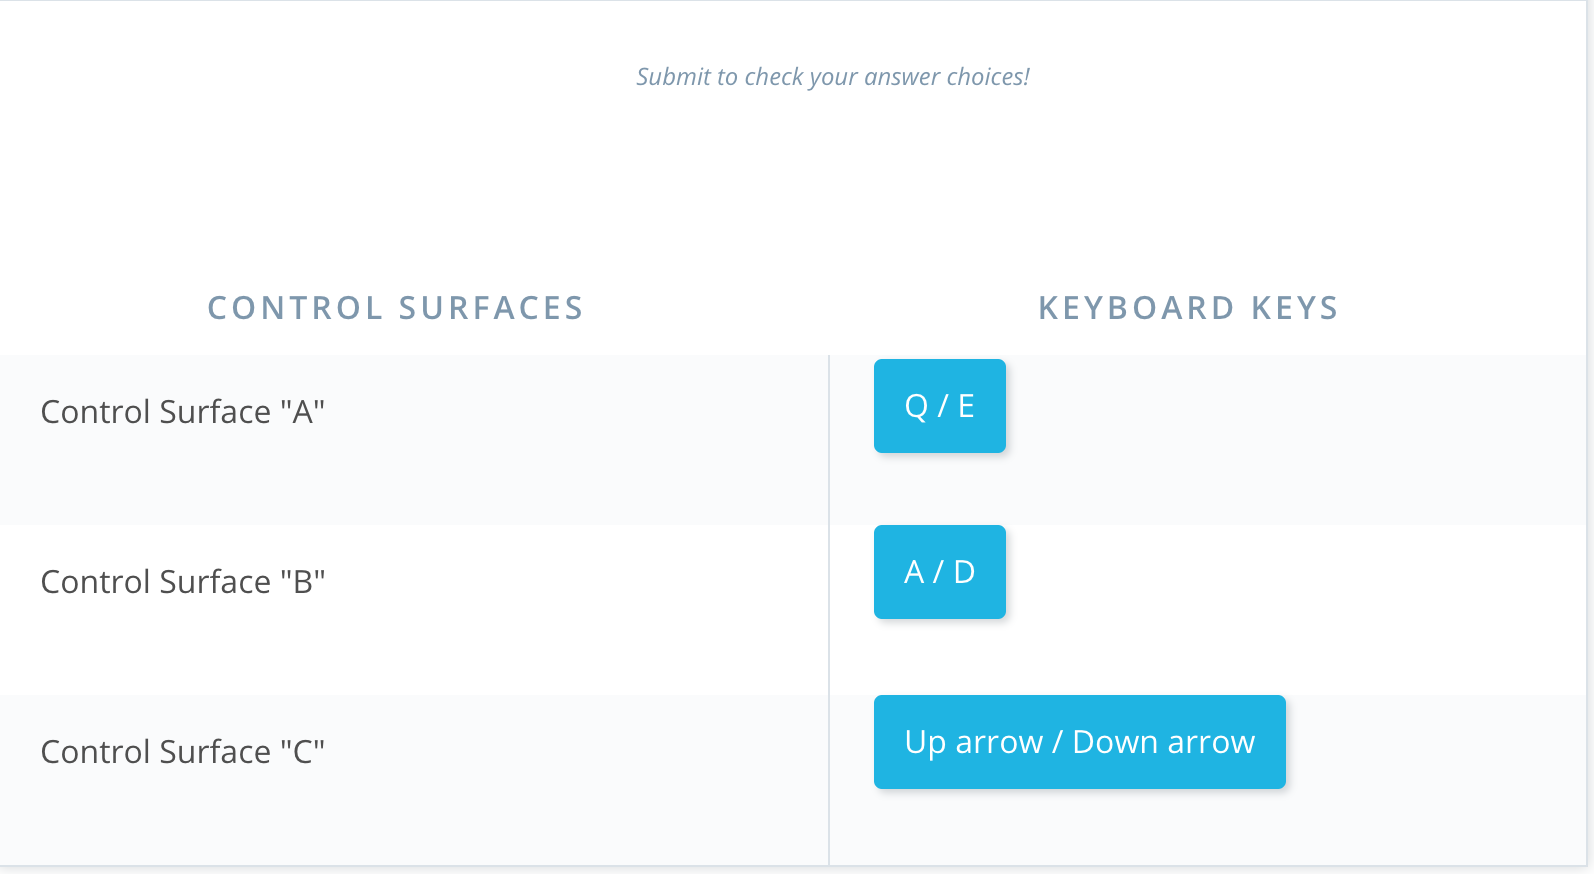 Submit to check your answer choices!
CONTROL SURFACES
KEYBOARD KEYS
Control Surface "A"
Q / E
Control Surface "B"
A / D
Control Surface "C"
Up arrow / Down arrow